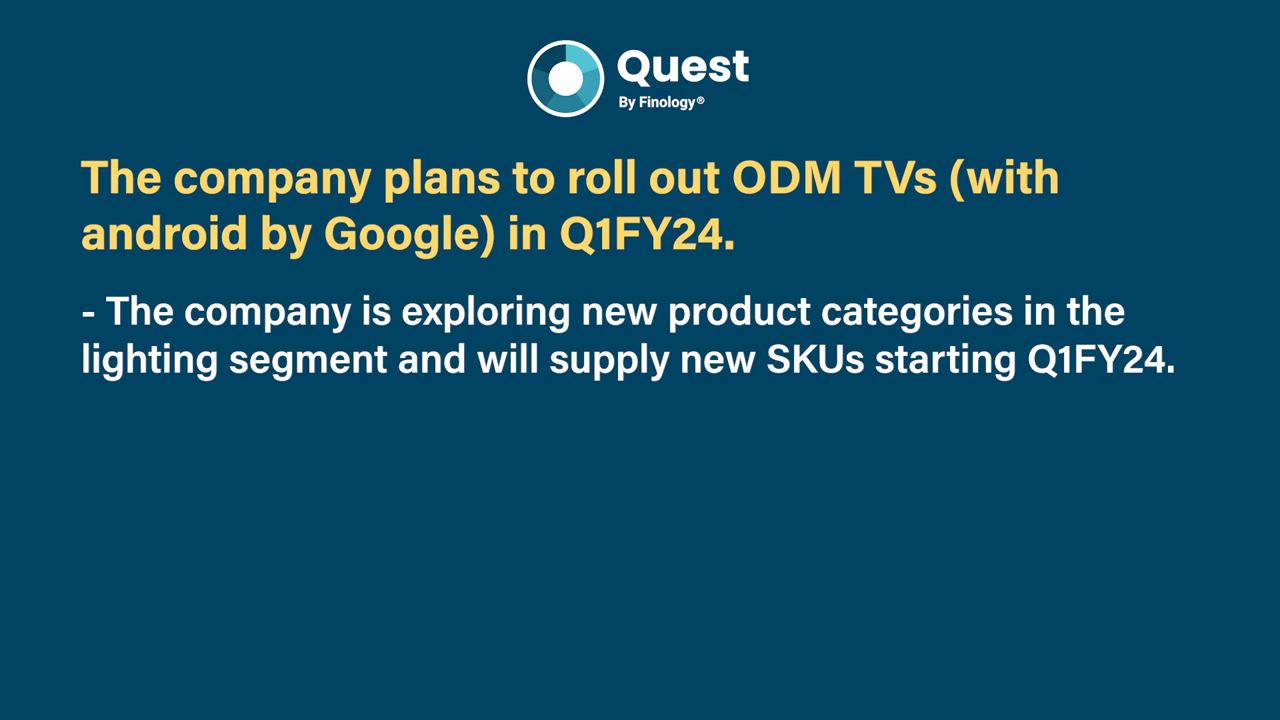 Quest
By Finology®
The company plans to roll out ODM TVs (with
android by Google) in Q1FY24.
- The company is exploring new product categories in the
lighting segment and will supply new SKUs starting Q1FY24.